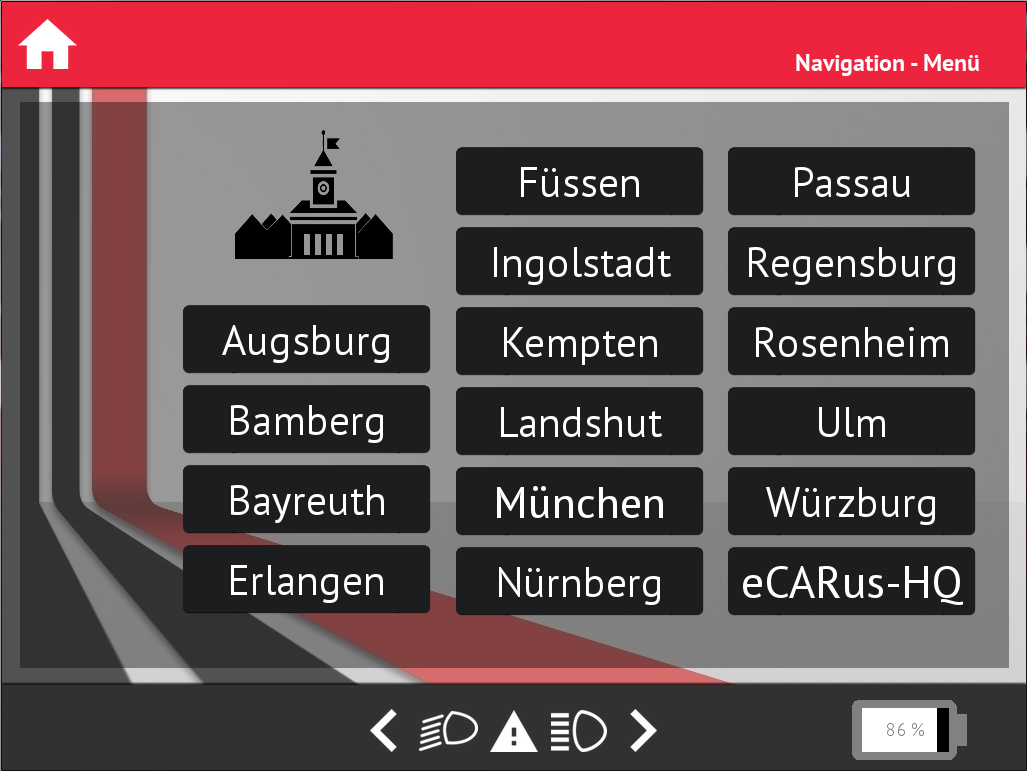 Navigation - Menü
Augsburg
Bamberg
Bayreuth
Erlangen
Füssen
Ingolstadt
Kempten
Landshut
München
Nürnberg
Passau
Regensburg
Rosenheim
Ulm
Würzburg
eCARus-HQ
86 %